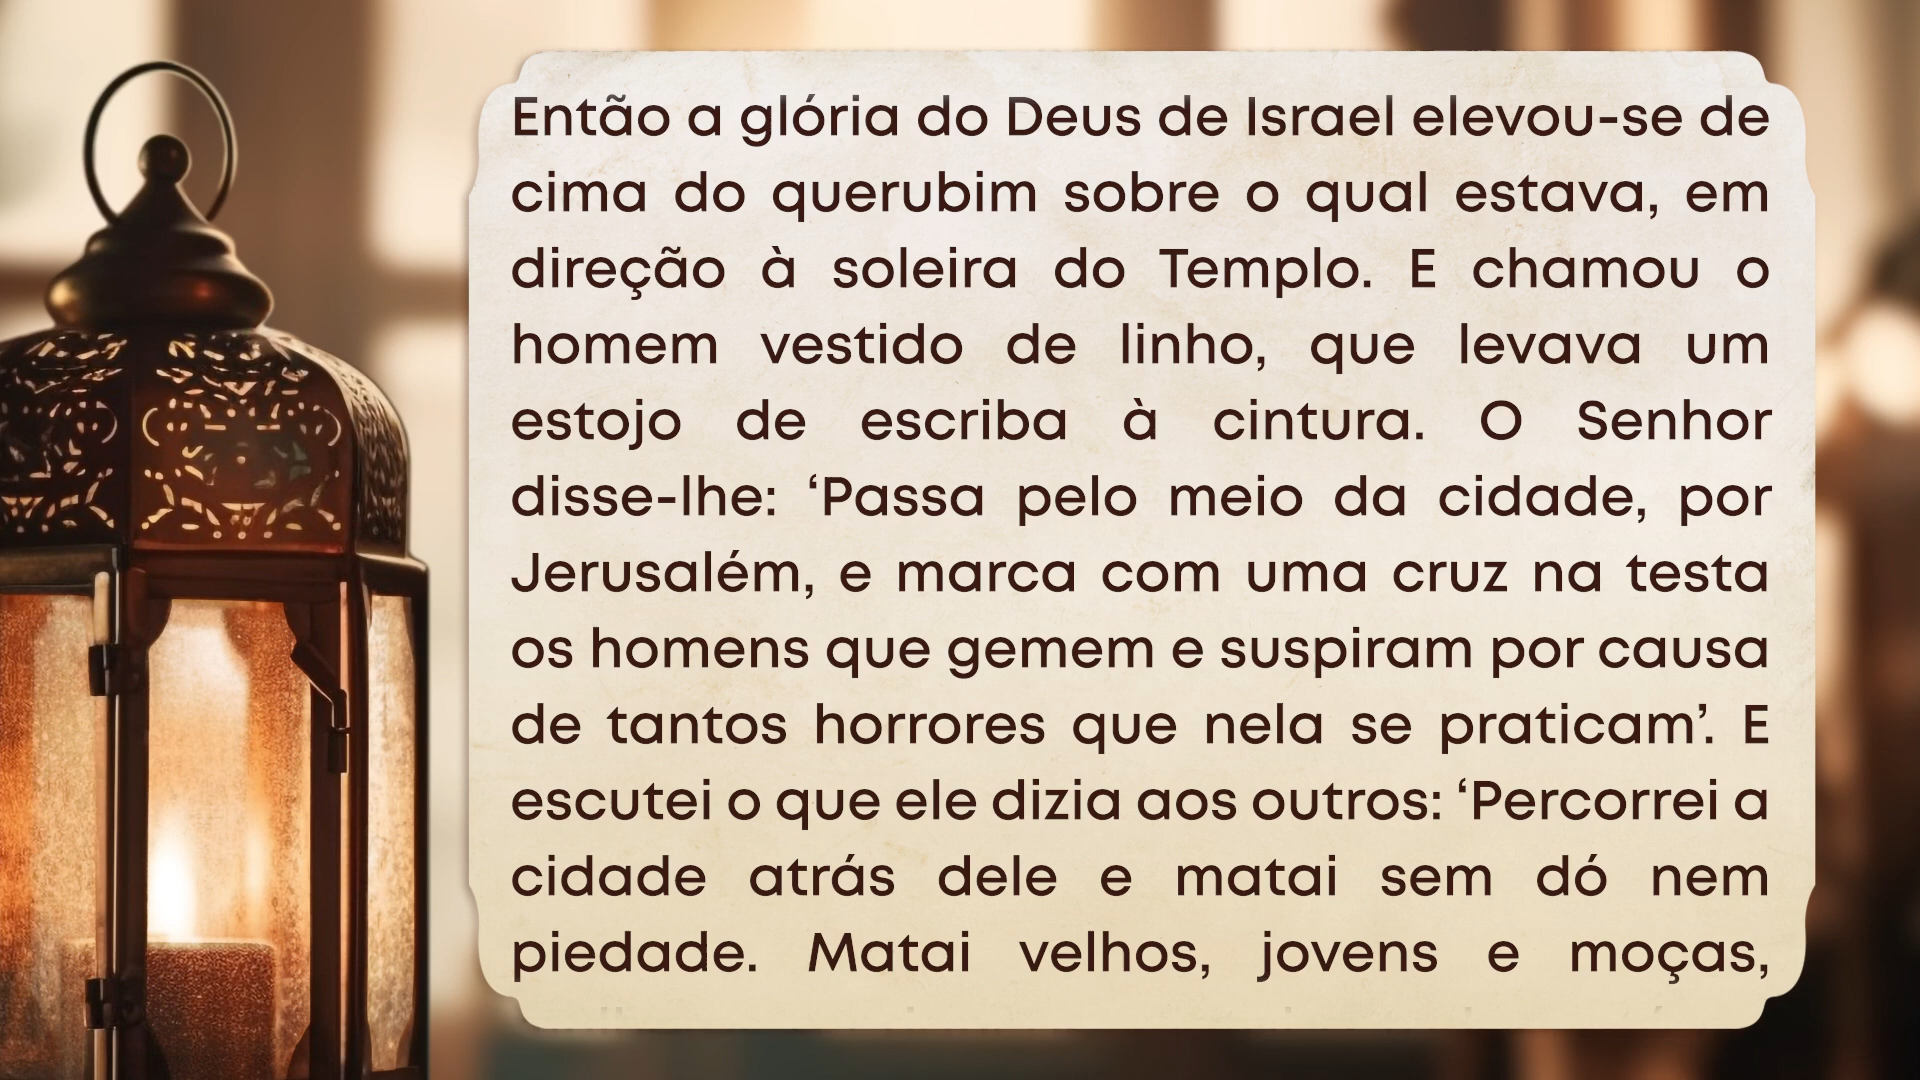 Então a glória do Deus de Israel elevou-se de
cima do querubim sobre o qual estava, em
direção à soleira do Templo. E chamou o
homem vestido de linho, que levava um
estojo de escriba à cintura. O Senhor
disse-lhe: ‘Passa pelo meio da cidade, por
Jerusalém, e marca com uma cruz na testa
os homens que gemem e suspiram por causa
de tantos horrores que nela se praticam’. E
escutei o que ele dizia aos outros: ‘Percorrei a
cidade atrás dele e matai sem dó nem
piedade. Matai velhos, jovens e moças,